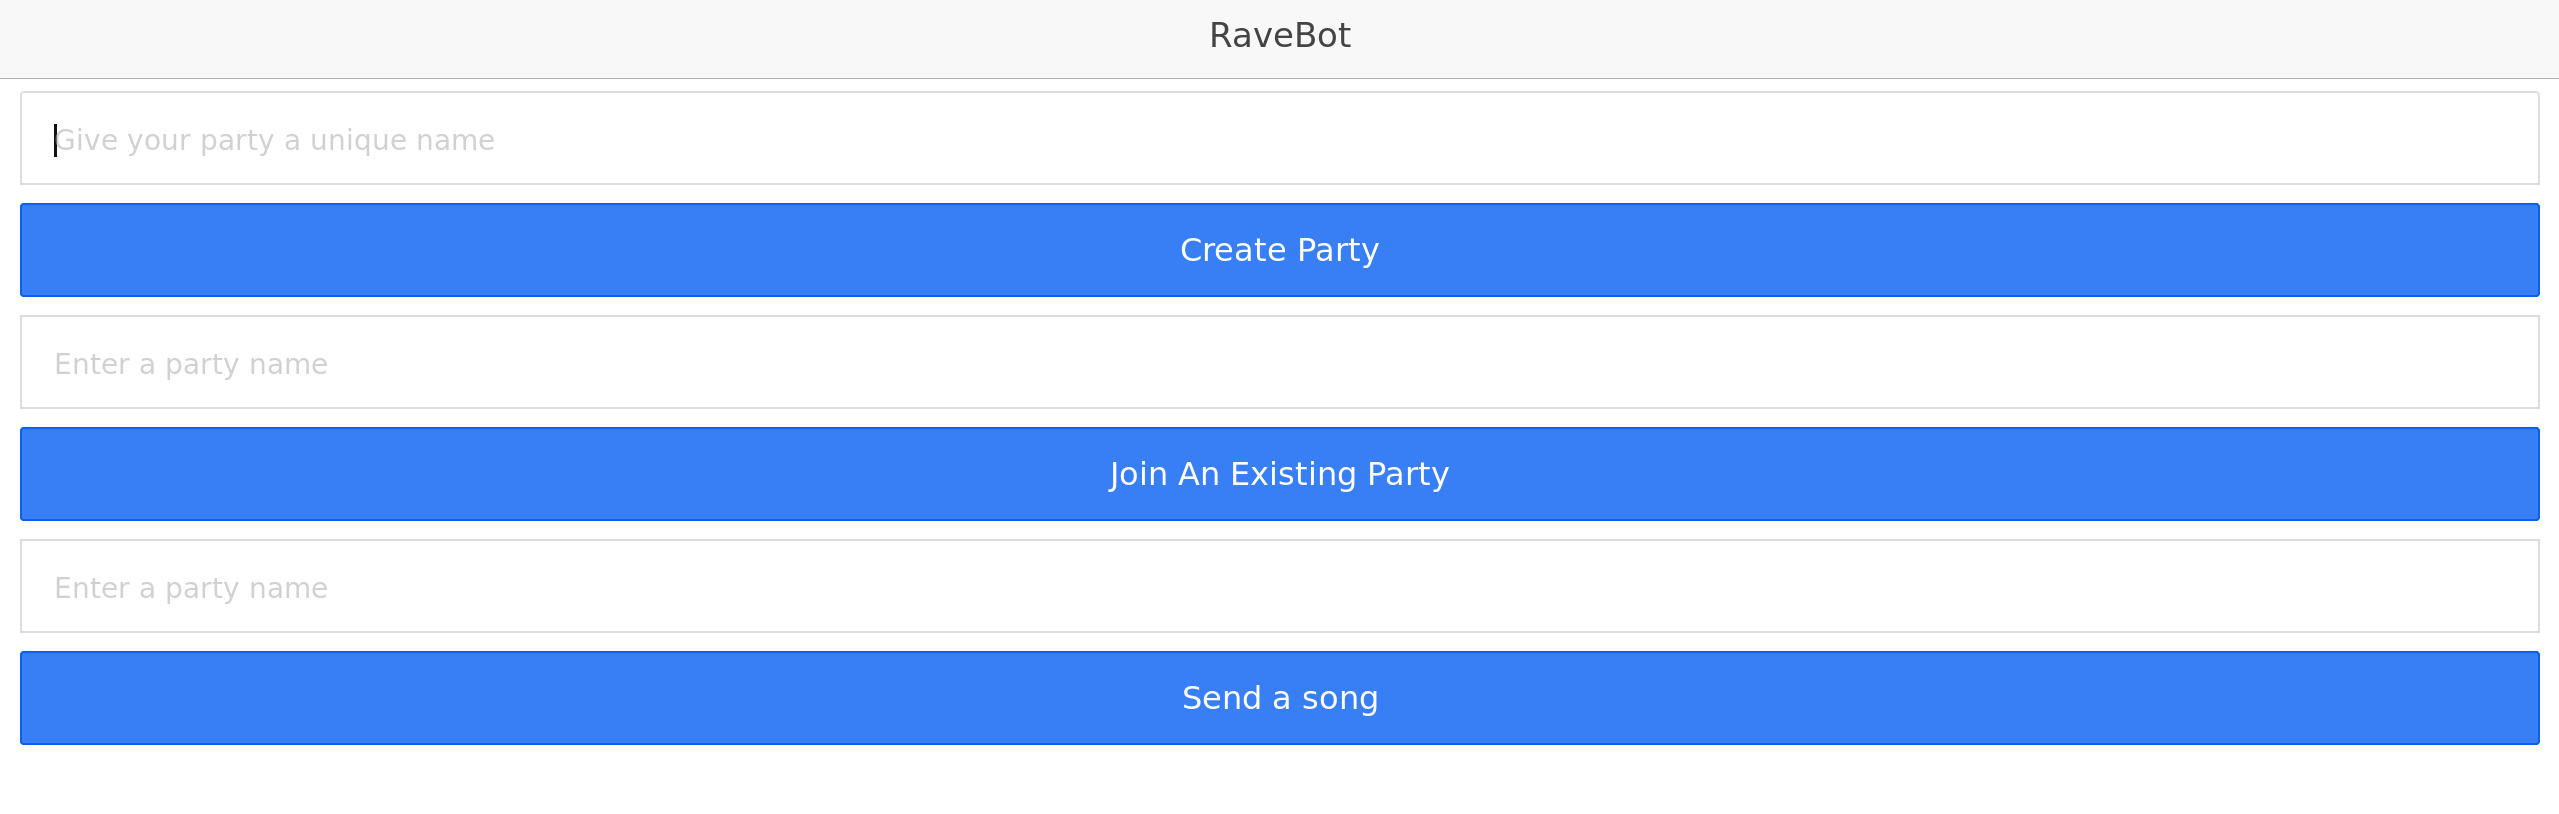 RaveBot
Give your party a unique name
Create Party
Enter a party name
Join An Existing Party
Enter a party name
Send a song